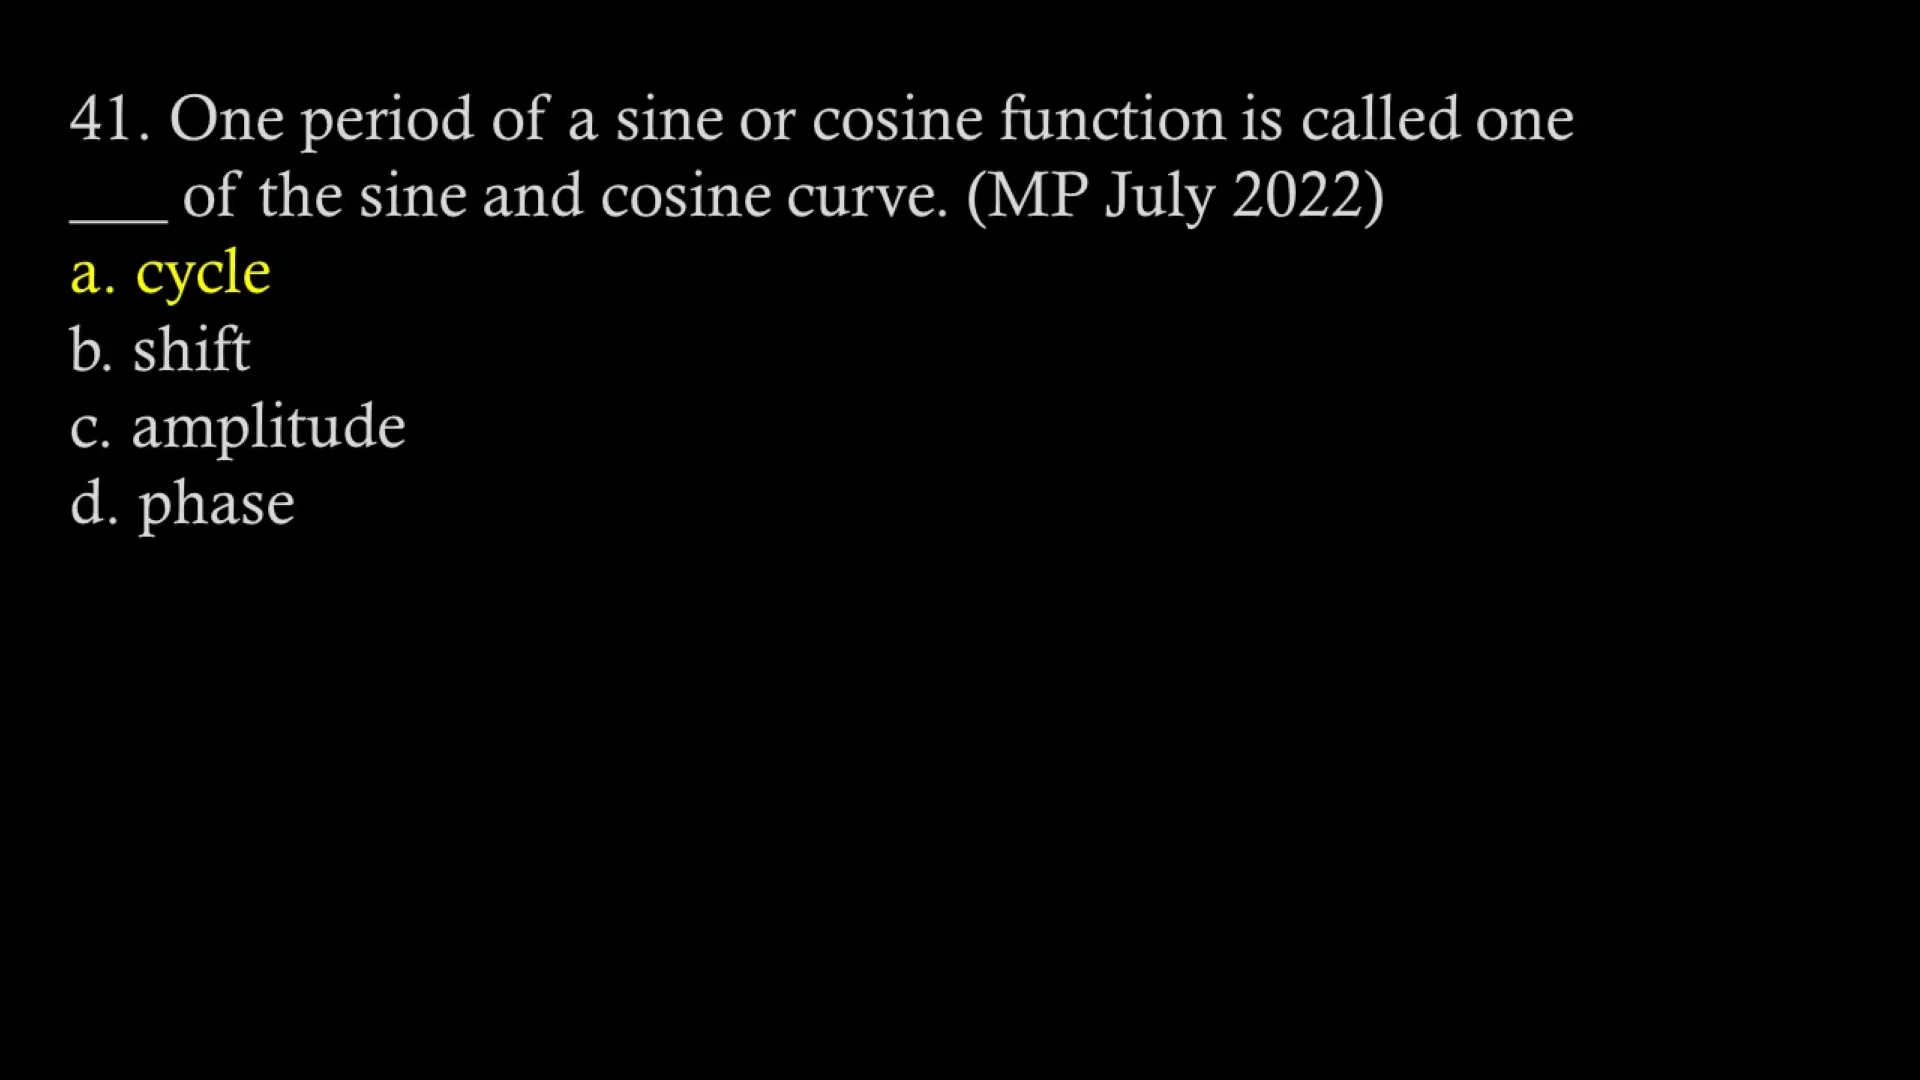 41. One period of a sine or cosine function is called one
___ of the sine and cosine curve. (MP July 2022)
a. cycle
b. shift
c. amplitude
d. phase